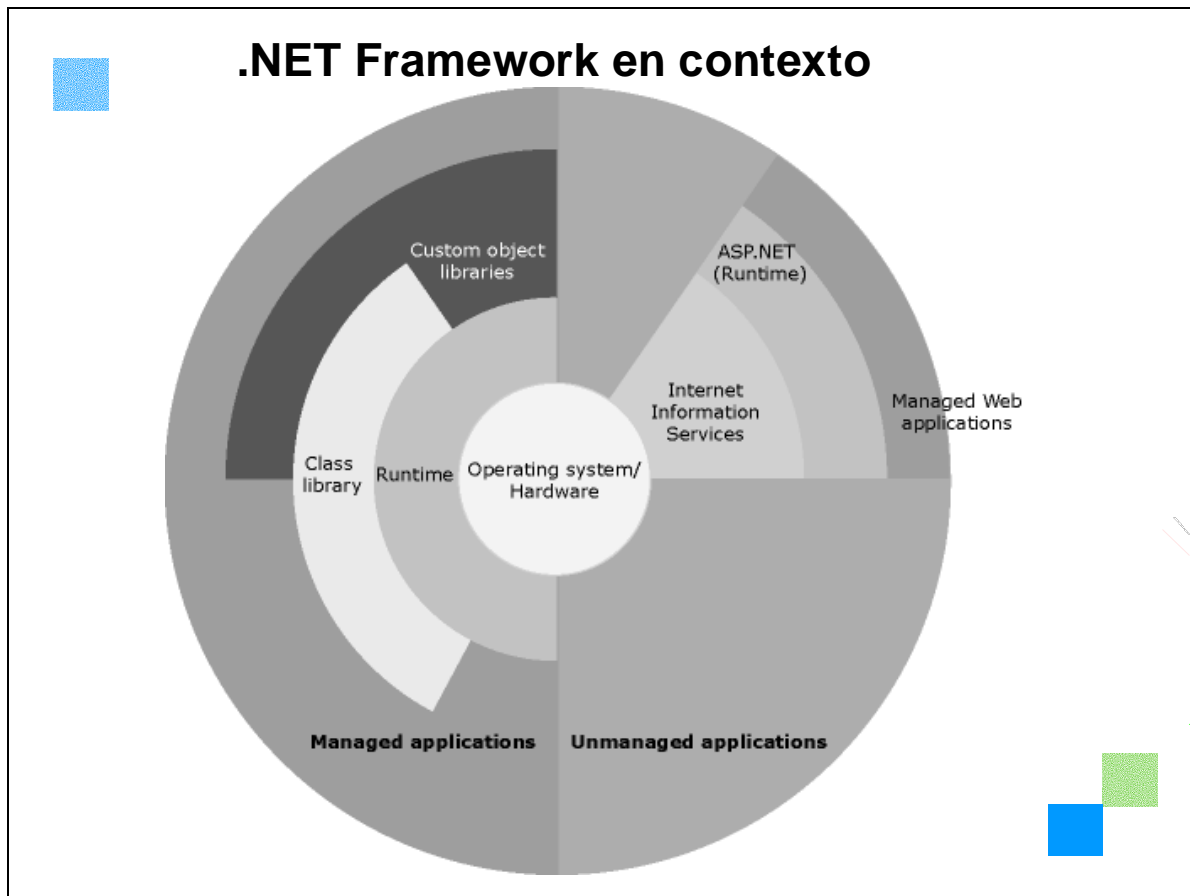 .NET Framework en contexto
Custom object
libraries
ASP.NET
(Runtime)
Internet
Information
Services
Managed Web
applications
Class
library
Runtime
Operating system/
Hardware
Managed applications
Unmanaged applications